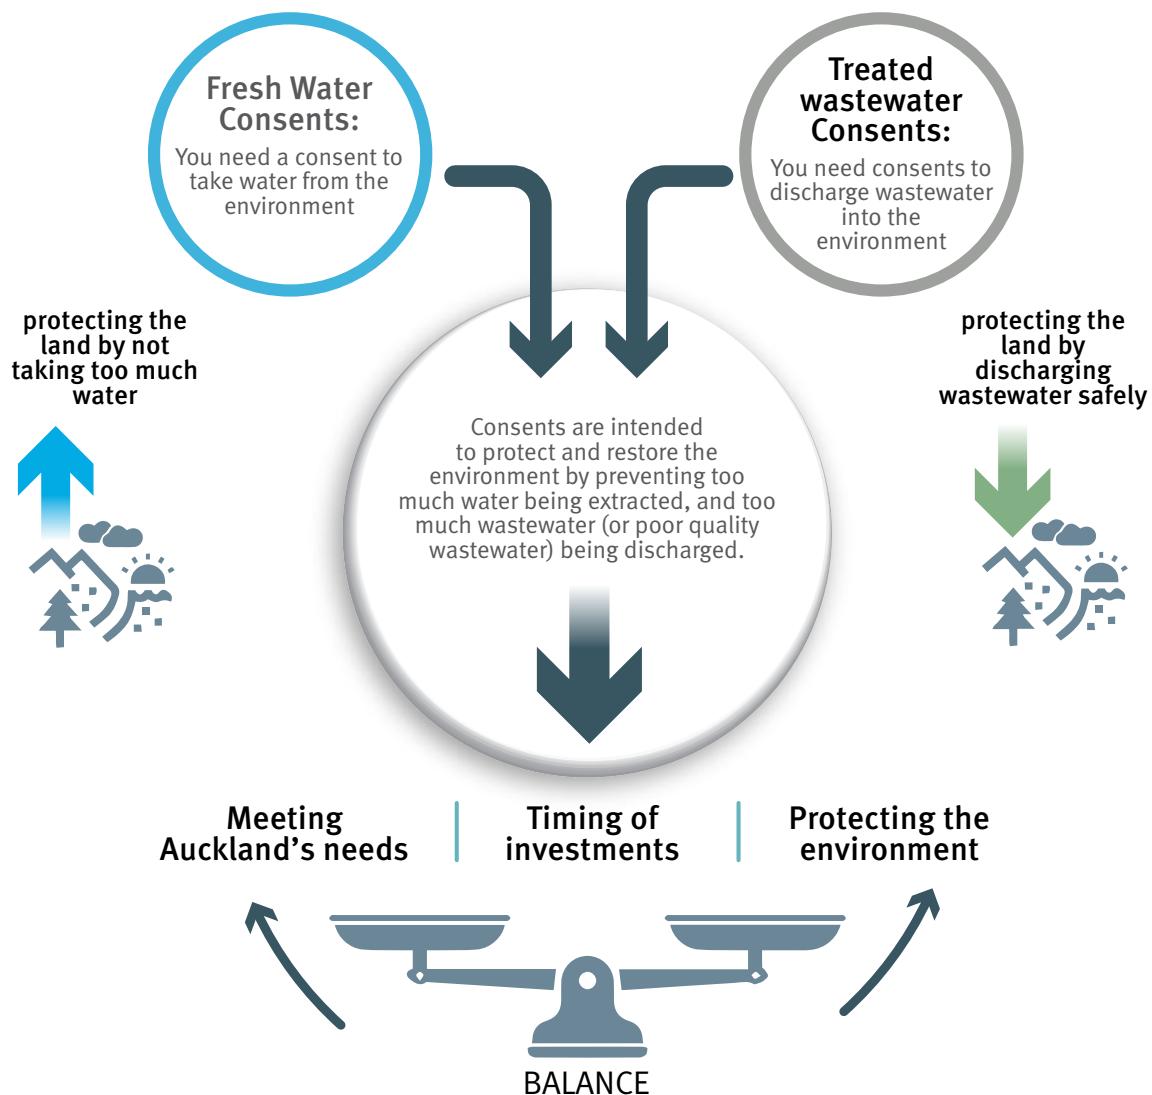 Fresh Water
Consents:
You need a consent to
take water from the
environment
Treated
wastewater
Consents:
You need consents to
discharge wastewater
into the
environment
protecting the
land by not
taking too much
water
protecting the
land by
discharging
wastewater safely
Consents are intended
to protect and restore the
environment by preventing too
much water being extracted, and too
much wastewater (or poor quality
wastewater) being discharged.
Meeting
Auckland's needs
Timing of
investments
Protecting the
environment
BALANCE